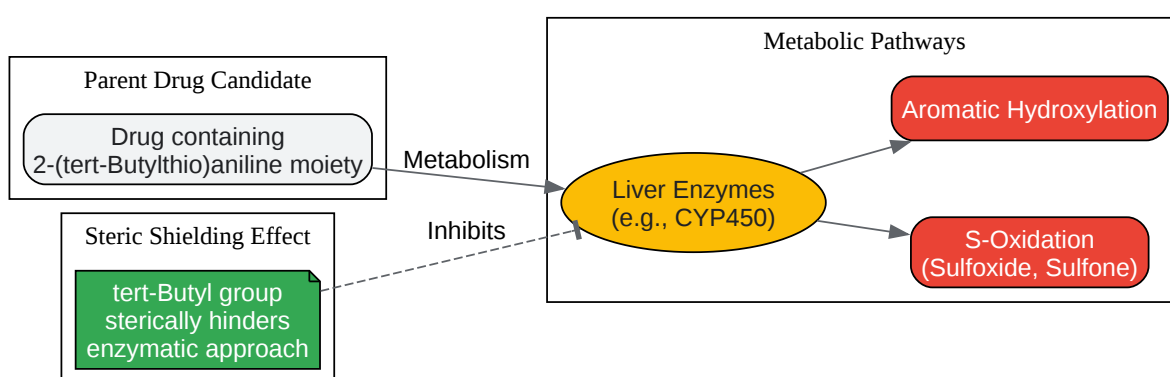 Parent Drug Candidate
Drug containing
2-(tert-Butylthio)aniline moiety
Metabolism
Steric Shielding Effect
tert-Butyl group
sterically hinders
enzymatic approach
Inhibits
Metabolic Pathways
Liver Enzymes
(e.g., CYP450)
Aromatic Hydroxylation
S-Oxidation
(Sulfoxide, Sulfone)